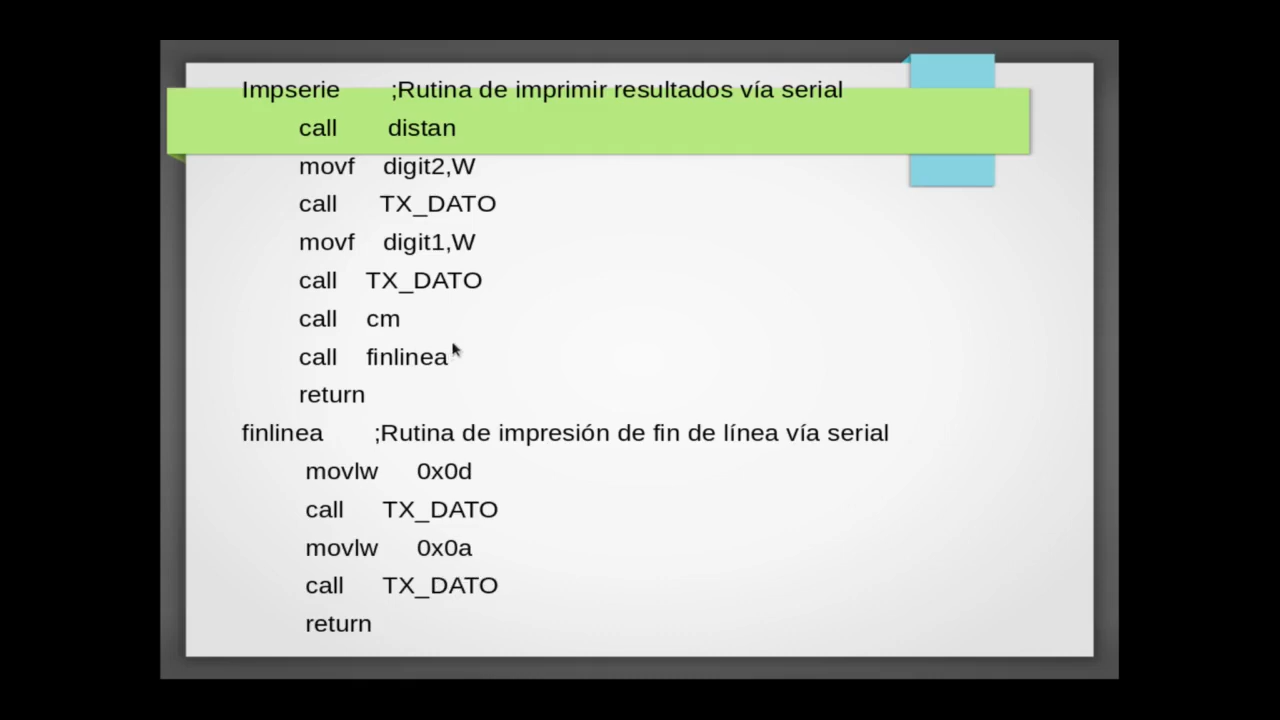 Impserie ;Rutina de imprimir resultados vía serial
call distan
movf digit2,W
call TX_DATO
movf digit1,W
call TX_DATO
call cm
call finlinea
return
finlinea ;Rutina de impresión de fin de línea vía serial
movlw 0x0d
call TX_DATO
movlw 0x0a
call TX_DATO
return